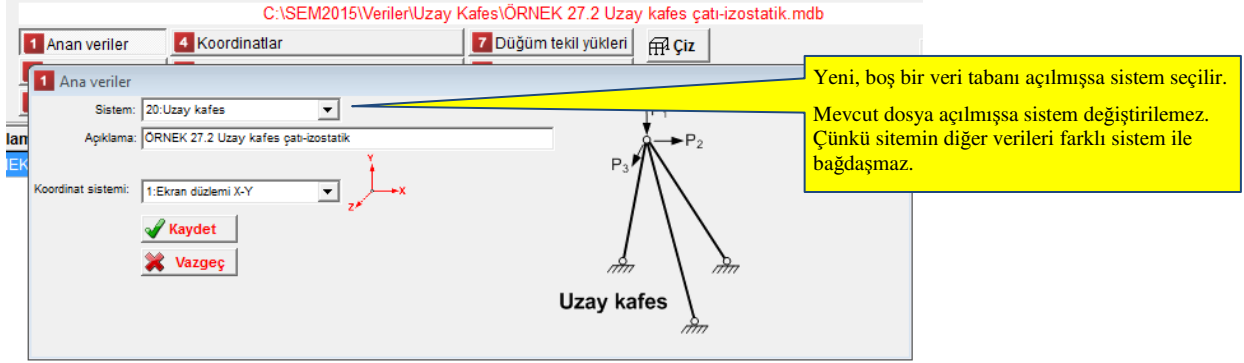 C:\SEM2015\Veriler\Uzay Kafes\ÖRNEK 27.2 Uzay kafes çatı-izostatik.mdb
1 Anan veriler
4 Koordinatlar
7 Düğüm tekil yükleri
Çiz
1 Ana veriler
Sistem: 20:Uzay kafes
Açıklama: ÖRNEK 27.2 Uzay kafes çatı-izostatik
Koordinat sistemi: 1:Ekran düzlemi X-Y
Y
X
Z
Kaydet
Vazgeç
P2
P3
Uzay kafes
Yeni, boş bir veri tabanı açılmışsa sistem seçilir.
Mevcut dosya açılmışsa sistem değiştirilemez.
Çünkü sitemin diğer verileri farklı sistem ile
bağdaşmaz.